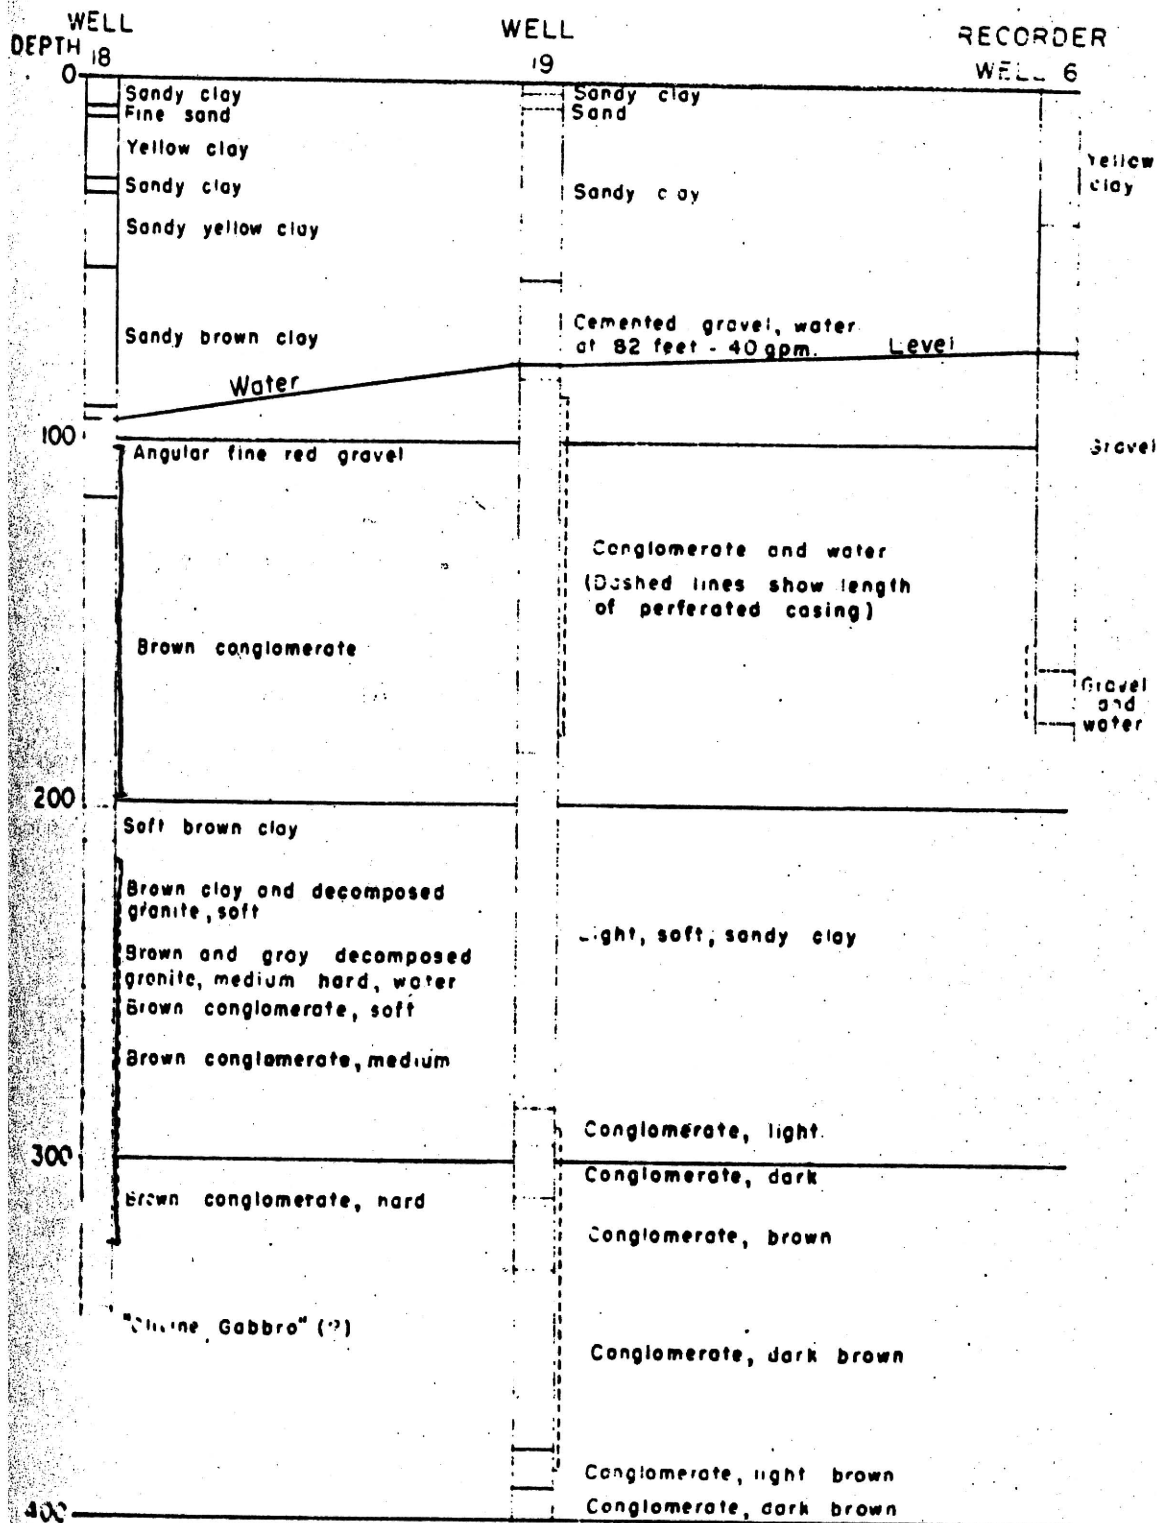 WELL
18
WELL
19
RECORDER
WELL 6
DEPTH
0
100
200
300
400
Sandy clay
Fine sand
Yellow clay
Sandy clay
Sandy yellow clay
Sandy brown clay
Water
Angular fine red gravel
Brown conglomerate
Soft brown clay
Brown clay and decomposed
granite, soft
Brown and gray decomposed
granite, medium hard, water
Brown conglomerate, soft
Brown conglomerate, medium
Brown conglomerate, hard
"Olivine Gabbro" (?)
Sandy clay
Sand
Sandy clay
Cemented gravel, water
at 82 feet - 40 gpm.
Level
Conglomerate and water
(Dashed lines show length
of perferated casing)
Light, soft, sandy clay
Conglomerate, light
Conglomerate, dark
Conglomerate, brown
Conglomerate, dark brown
Conglomerate, light brown
Conglomerate, dark brown
Yellow
clay
Gravel
Gravel
and
water